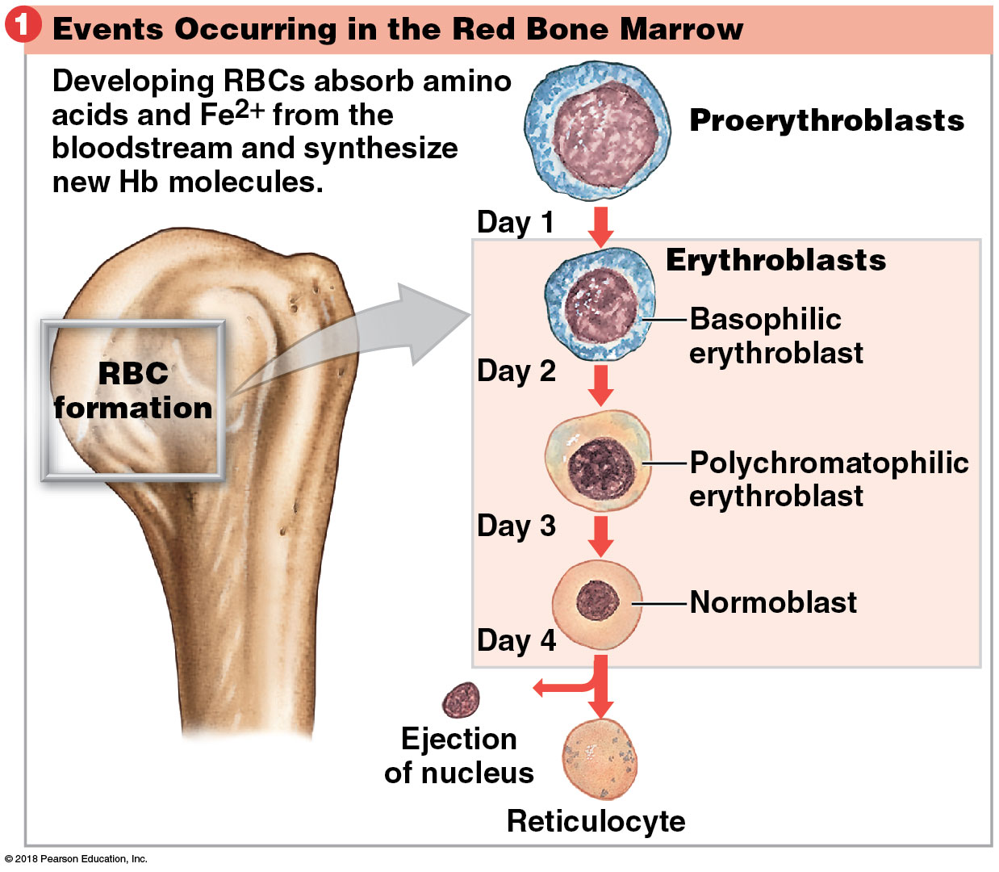 1 Events Occurring in the Red Bone Marrow
Developing RBCs absorb amino
acids and Fe2+ from the
bloodstream and synthesize
new Hb molecules.
Proerythroblasts
Day 1
Erythroblasts
Basophilic
erythroblast
Day 2
RBC
formation
Polychromatophilic
erythroblast
Day 3
Normoblast
Day 4
Ejection
of nucleus
Reticulocyte
© 2018 Pearson Education, Inc.